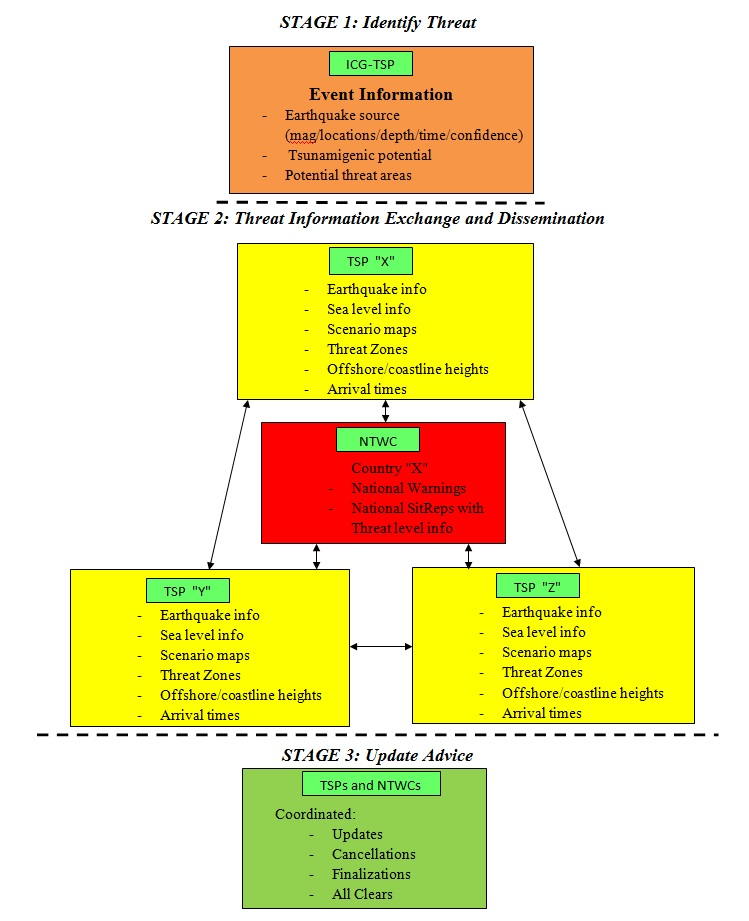 STAGE 1: Identify Threat
ICG-TSP
Event Information
- Earthquake source
(mag/locations/depth/time/confidence)
- Tsunamigenic potential
- Potential threat areas
STAGE 2: Threat Information Exchange and Dissemination
TSP "X"
- Earthquake info
- Sea level info
- Scenario maps
- Threat Zones
- Offshore/coastline heights
- Arrival times
NTWC
Country "X"
- National Warnings
- National SitReps with
Threat level info
TSP "Y"
- Earthquake info
- Sea level info
- Scenario maps
- Threat Zones
- Offshore/coastline heights
- Arrival times
TSP "Z"
- Earthquake info
- Sea level info
- Scenario maps
- Threat Zones
- Offshore/coastline heights
- Arrival times
STAGE 3: Update Advice
TSPs and NTWCs
Coordinated:
- Updates
- Cancellations
- Finalizations
- All Clears